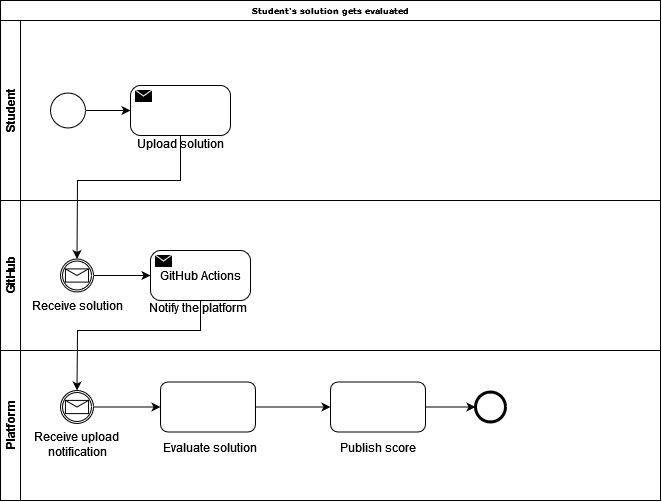 Student's solution gets evaluated
Student
Upload solution
GitHub
GitHub Actions
Receive solution
Notify the platform
Platform
Receive upload
notification
Evaluate solution
Publish score